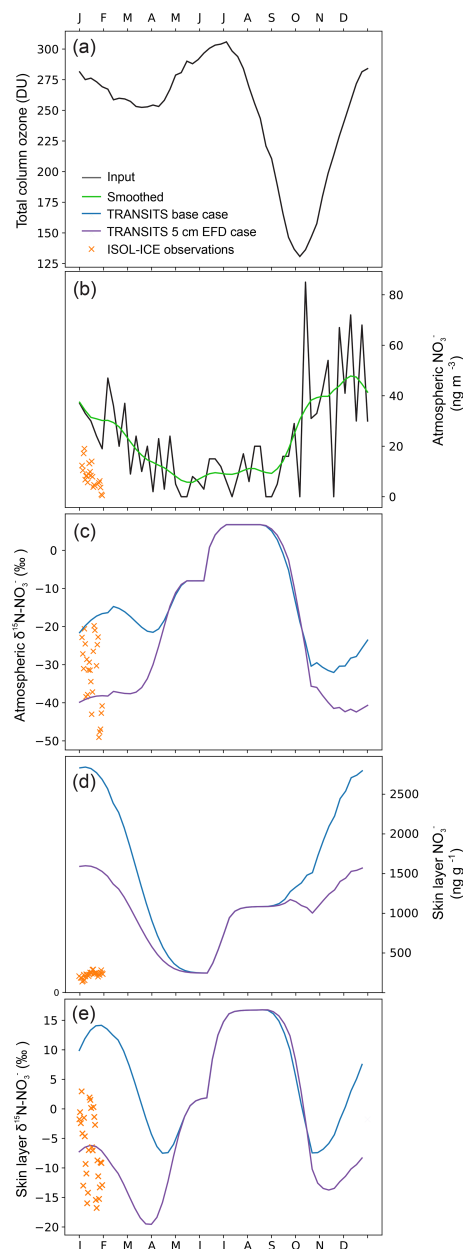 J F M A M J J A S O N D
(a)
Total column ozone (DU)
300
275
250
225
200
175
150
125
Input
Smoothed
TRANSITS base case
TRANSITS 5 cm EFD case
ISOL-ICE observations
(b)
80
60
40
20
0
Atmospheric NO₃⁻
(ng m ⁻³)
(c)
Atmospheric δ¹⁵N-NO₃⁻ (‰)
0
−10
−20
−30
−40
−50
(d)
2500
2000
1500
1000
500
0
Skin layer NO₃⁻
(ng g ⁻¹)
(e)
Skin layer δ¹⁵N-NO₃⁻ (‰)
15
10
5
0
−5
−10
−15
−20
J F M A M J J A S O N D